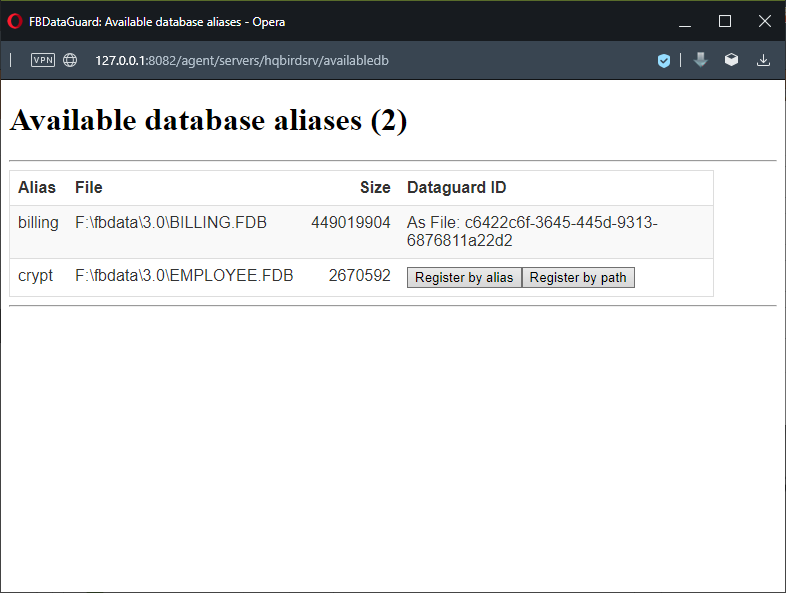 FBDataGuard: Available database aliases - Opera
VPN 127.0.0.1:8082/agent/servers/hqbirdsrv/availabledb
Available database aliases (2)
Alias File Size Dataguard ID
billing F:\fbdata\3.0\BILLING.FDB 449019904 As File: c6422c6f-3645-445d-9313-
6876811a22d2
crypt F:\fbdata\3.0\EMPLOYEE.FDB 2670592 Register by alias Register by path